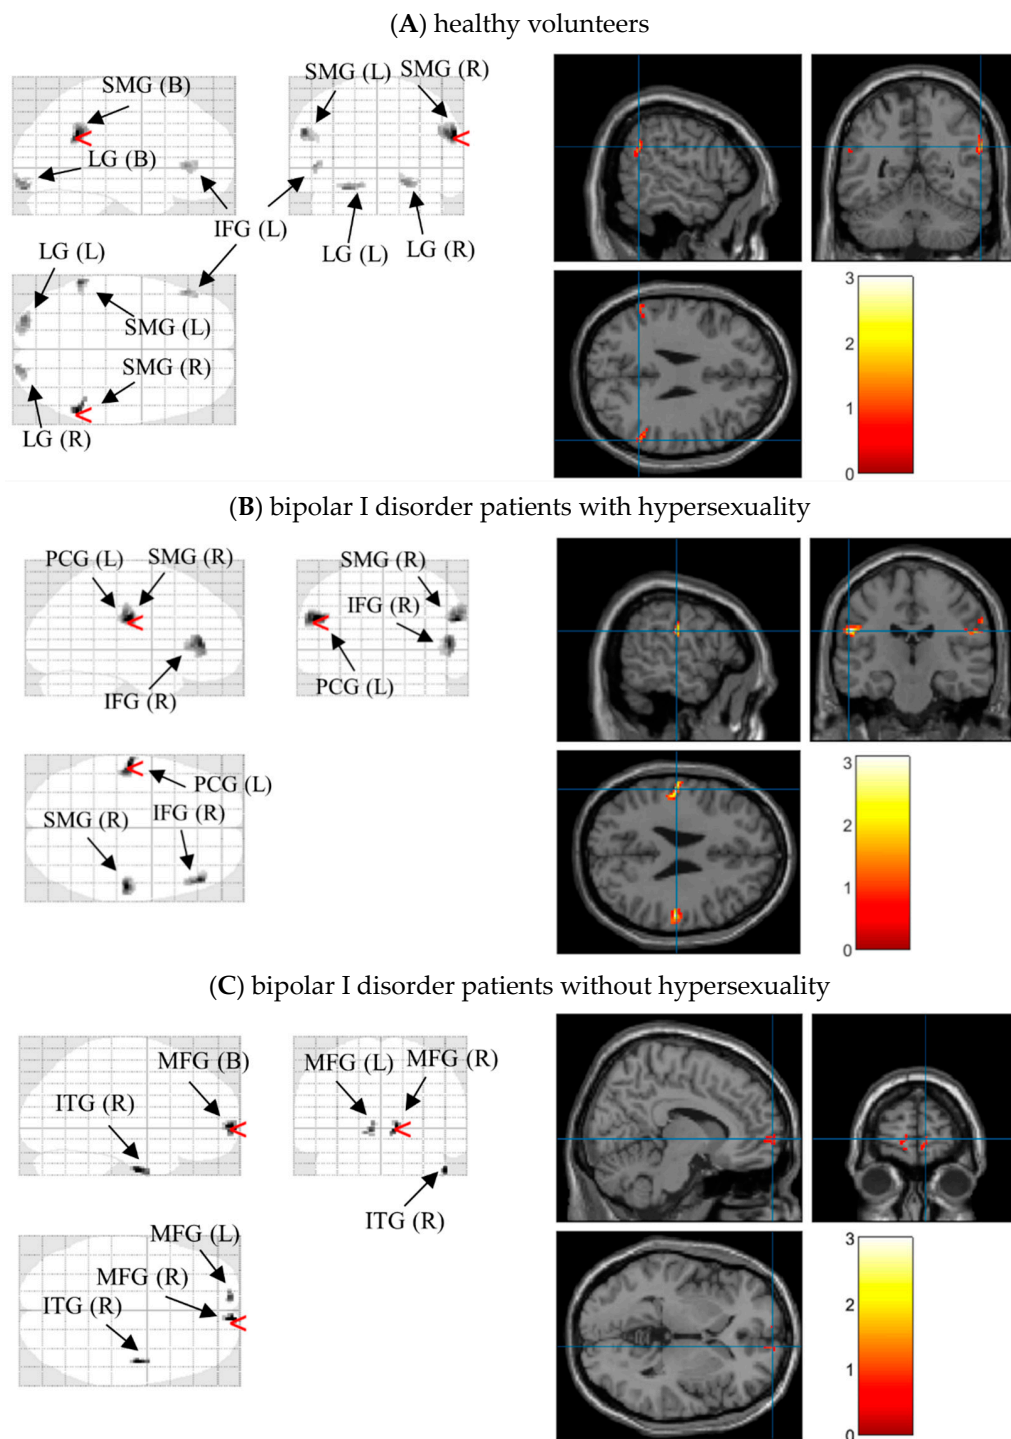 (A) healthy volunteers
SMG (B)
LG (B)
SMG (L)
SMG (R)
IFG (L)
LG (L)
LG (R)
LG (L)
SMG (L)
SMG (R)
LG (R)
3
2
1
0
(B) bipolar I disorder patients with hypersexuality
PCG (L)
SMG (R)
IFG (R)
SMG (R)
IFG (R)
PCG (L)
PCG (L)
SMG (R)
IFG (R)
3
2
1
0
(C) bipolar I disorder patients without hypersexuality
MFG (B)
ITG (R)
MFG (L)
MFG (R)
ITG (R)
MFG (L)
MFG (R)
ITG (R)
3
2
1
0